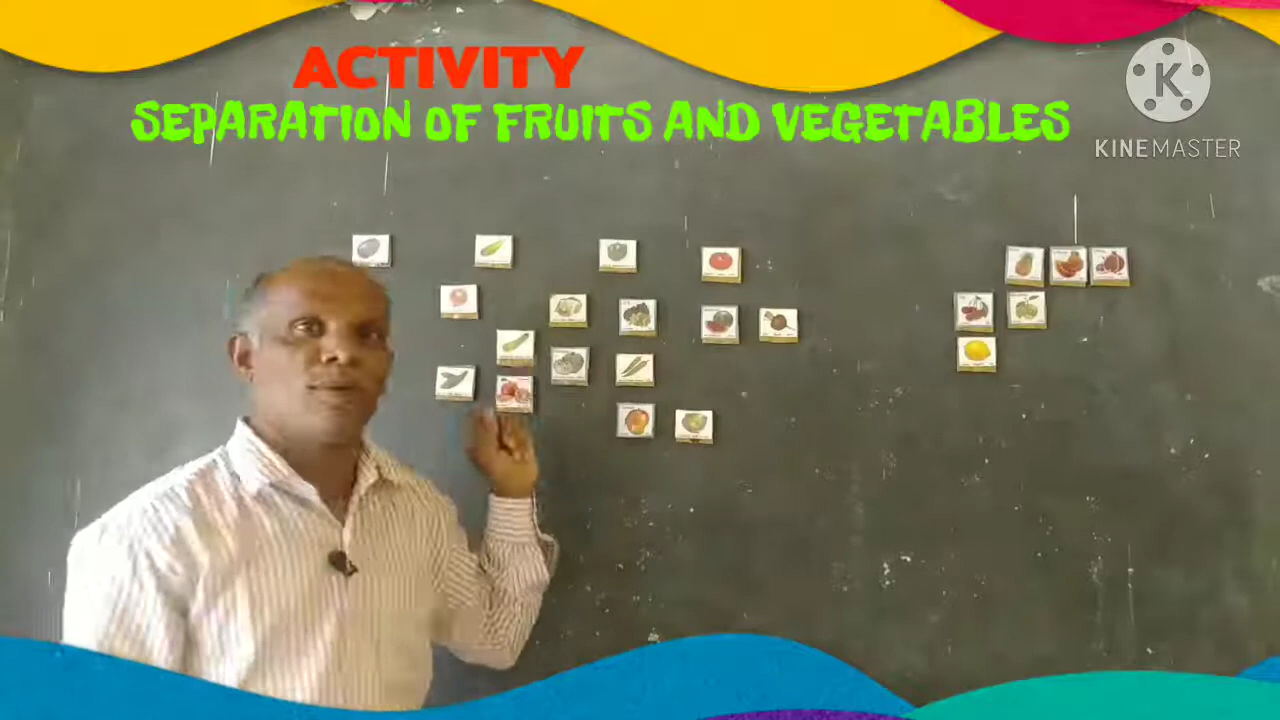 ACTIVITY
SEPARATION OF FRUITS AND VEGETABLES
K
KINEMASTER